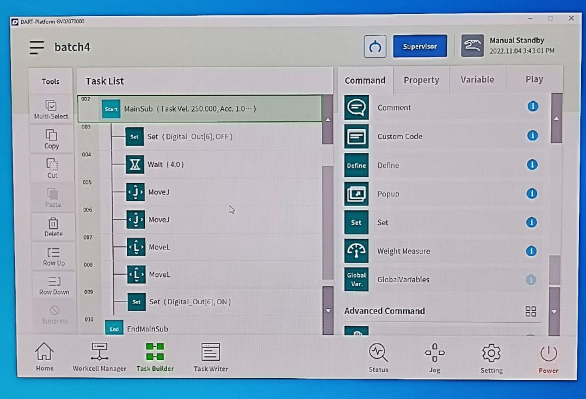 DART-Platform GV02070000
batch4
Supervisor
Manual Standby
2022.11.04 3:43:01 PM
Tools
Task List
Command
Property
Variable
Play
Multi-Select
Copy
Cut
Paste
Delete
Row Up
Row Down
Suppress
002
Start MainSub (Task Vel. 250.000, Acc. 1.0··· )
003
Set Set (Digital_Out[6], OFF)
004
Wait (4.0)
005
MoveJ
006
MoveJ
007
MoveL
008
MoveL
009
Set Set (Digital_Out[6], ON)
010
End EndMainSub
Comment
Custom Code
Define Define
Popup
Set Set
Weight Measure
Global Var. GlobalVariables
Advanced Command
Home
Workcell Manager
Task Builder
Task Writer
Status
Jog
Setting
Power